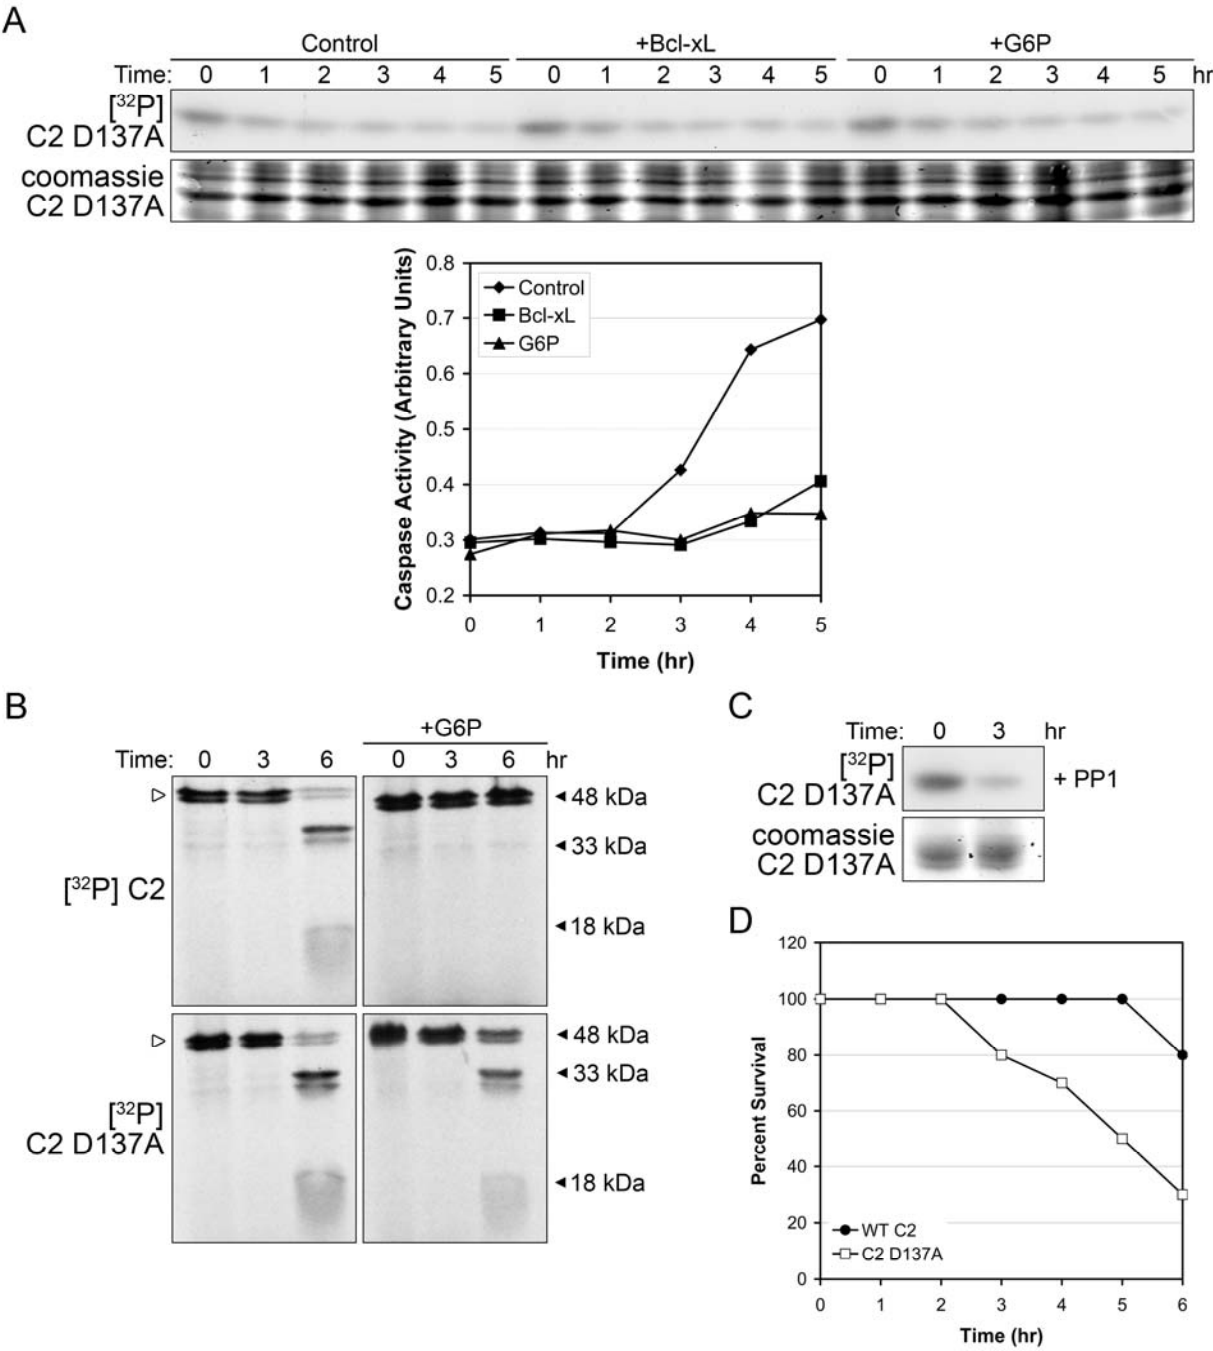 A
Control +Bcl-xL +G6P
Time: 0 1 2 3 4 5 0 1 2 3 4 5 0 1 2 3 4 5 hr
[³²P]
C2 D137A
coomassie
C2 D137A
Caspase Activity (Arbitrary Units)
0.8
0.7
0.6
0.5
0.4
0.3
0.2
Control
Bcl-xL
G6P
0 1 2 3 4 5
Time (hr)
B
+G6P
Time: 0 3 6 0 3 6 hr
48 kDa
33 kDa
18 kDa
[³²P] C2
48 kDa
33 kDa
18 kDa
[³²P]
C2 D137A
C
Time: 0 3 hr
[³²P]
C2 D137A
+ PP1
coomassie
C2 D137A
D
Percent Survival
120
100
80
60
40
20
0
WT C2
C2 D137A
0 1 2 3 4 5 6
Time (hr)